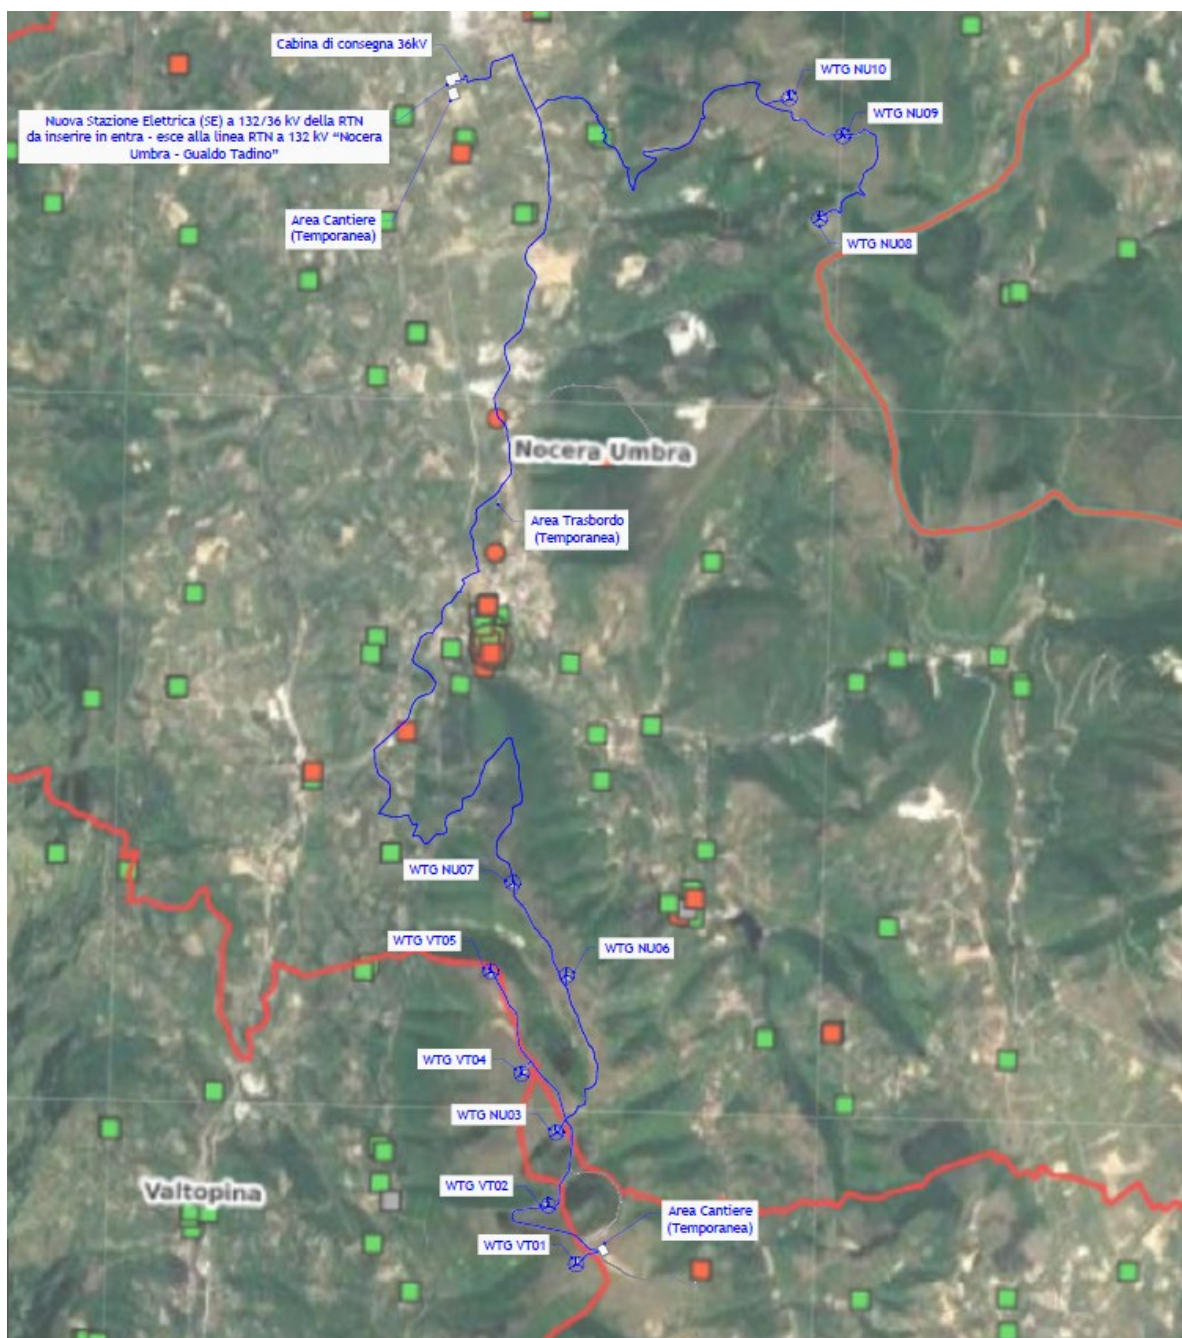 Cabina di consegna 36kV
WTG NU10
WTG NU09
Nuova Stazione Elettrica (SE) a 132/36 kV della RTN
da inserire in entra - esce alla linea RTN a 132 kV "Nocera
Umbra - Gualdo Tadino"
Area Cantiere
(Temporanea)
WTG NU08
Nocera Umbra
Area Trasbordo
(Temporanea)
WTG NU07
WTG VT05
WTG NU06
WTG VT04
WTG NU03
Valtopina
WTG VT02
Area Cantiere
(Temporanea)
WTG VT01